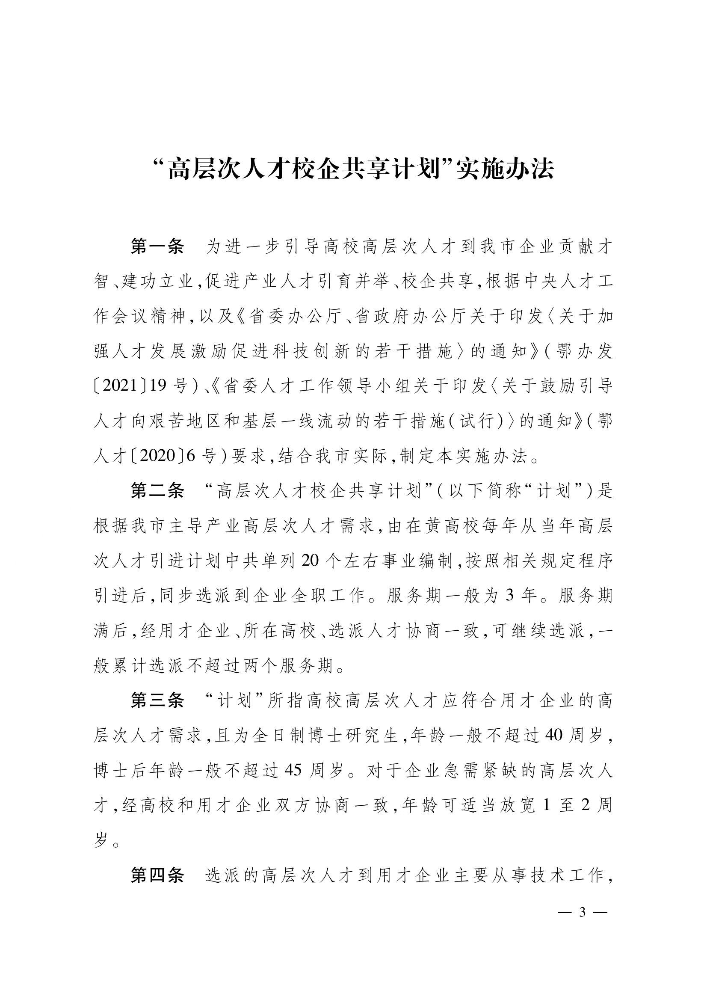 “高层次人才校企共享计划”实施办法
第一条　为进一步引导高校高层次人才到我市企业贡献才
智、建功立业,促进产业人才引育并举、校企共享,根据中央人才工
作会议精神,以及《省委办公厅、省政府办公厅关于印发〈关于加
强人才发展激励促进科技创新的若干措施〉的通知》(鄂办发
〔2021〕19 号)、《省委人才工作领导小组关于印发〈关于鼓励引导
人才向艰苦地区和基层一线流动的若干措施(试行)〉的通知》(鄂
人才〔2020〕6 号)要求,结合我市实际,制定本实施办法。
第二条　“高层次人才校企共享计划”(以下简称“计划”)是
根据我市主导产业高层次人才需求,由在黄高校每年从当年高层
次人才引进计划中共单列 20 个左右事业编制,按照相关规定程序
引进后,同步选派到企业全职工作。服务期一般为 3 年。服务期
满后,经用才企业、所在高校、选派人才协商一致,可继续选派,一
般累计选派不超过两个服务期。
第三条　“计划”所指高校高层次人才应符合用才企业的高
层次人才需求,且为全日制博士研究生,年龄一般不超过 40 周岁,
博士后年龄一般不超过 45 周岁。对于企业急需紧缺的高层次人
才,经高校和用才企业双方协商一致,年龄可适当放宽 1 至 2 周
岁。
第四条　选派的高层次人才到用才企业主要从事技术工作,
— 3 —